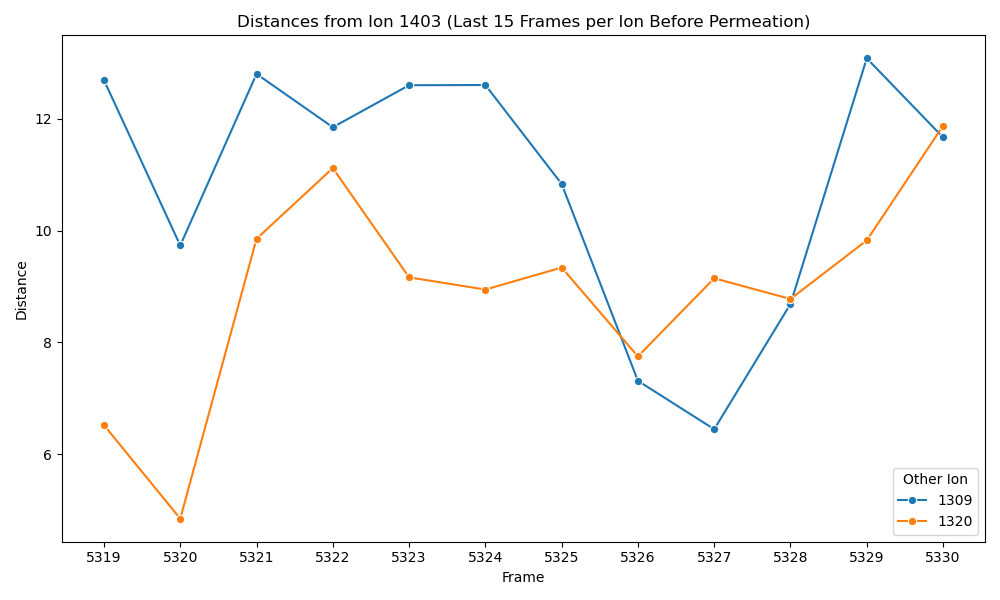 Distances from Ion 1403 (Last 15 Frames per Ion Before Permeation)
Distance
12
10
8
6
5319 5320 5321 5322 5323 5324 5325 5326 5327 5328 5329 5330
Frame
Other Ion
1309
1320